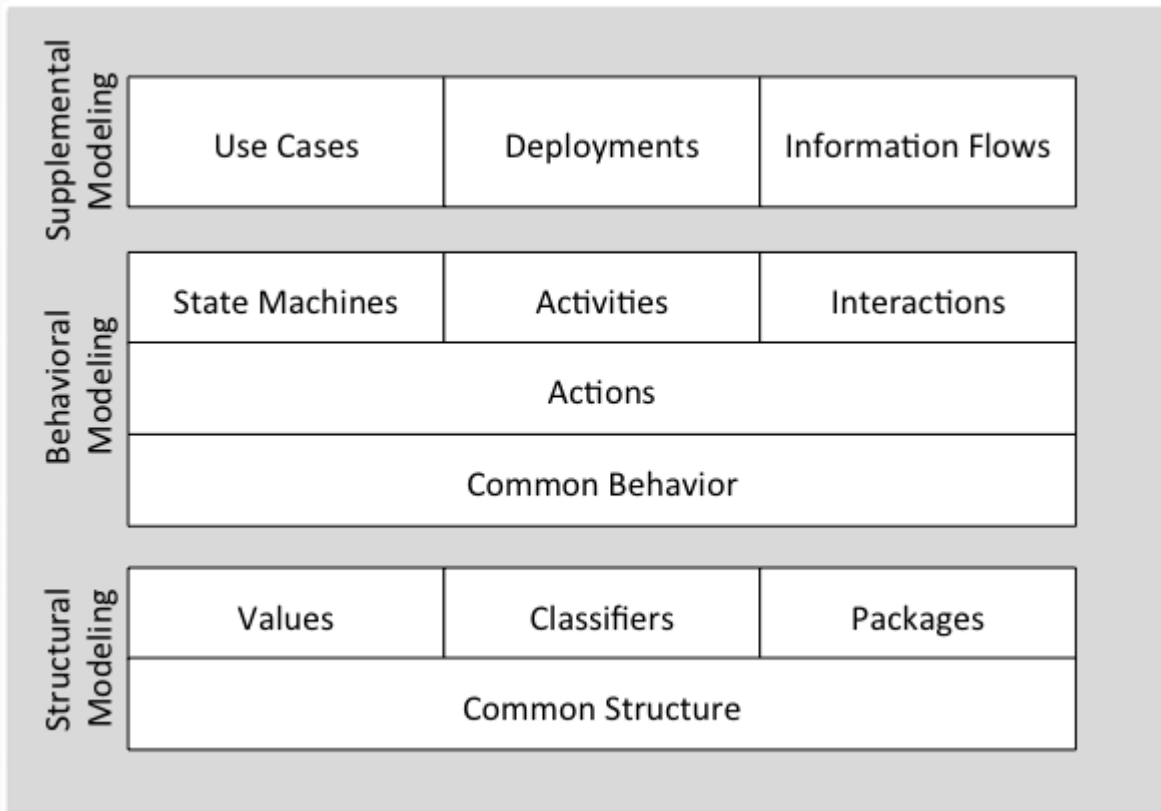 Supplemental
Modeling
Use Cases
Deployments
Information Flows
Behavioral
Modeling
State Machines
Activities
Interactions
Actions
Common Behavior
Structural
Modeling
Values
Classifiers
Packages
Common Structure